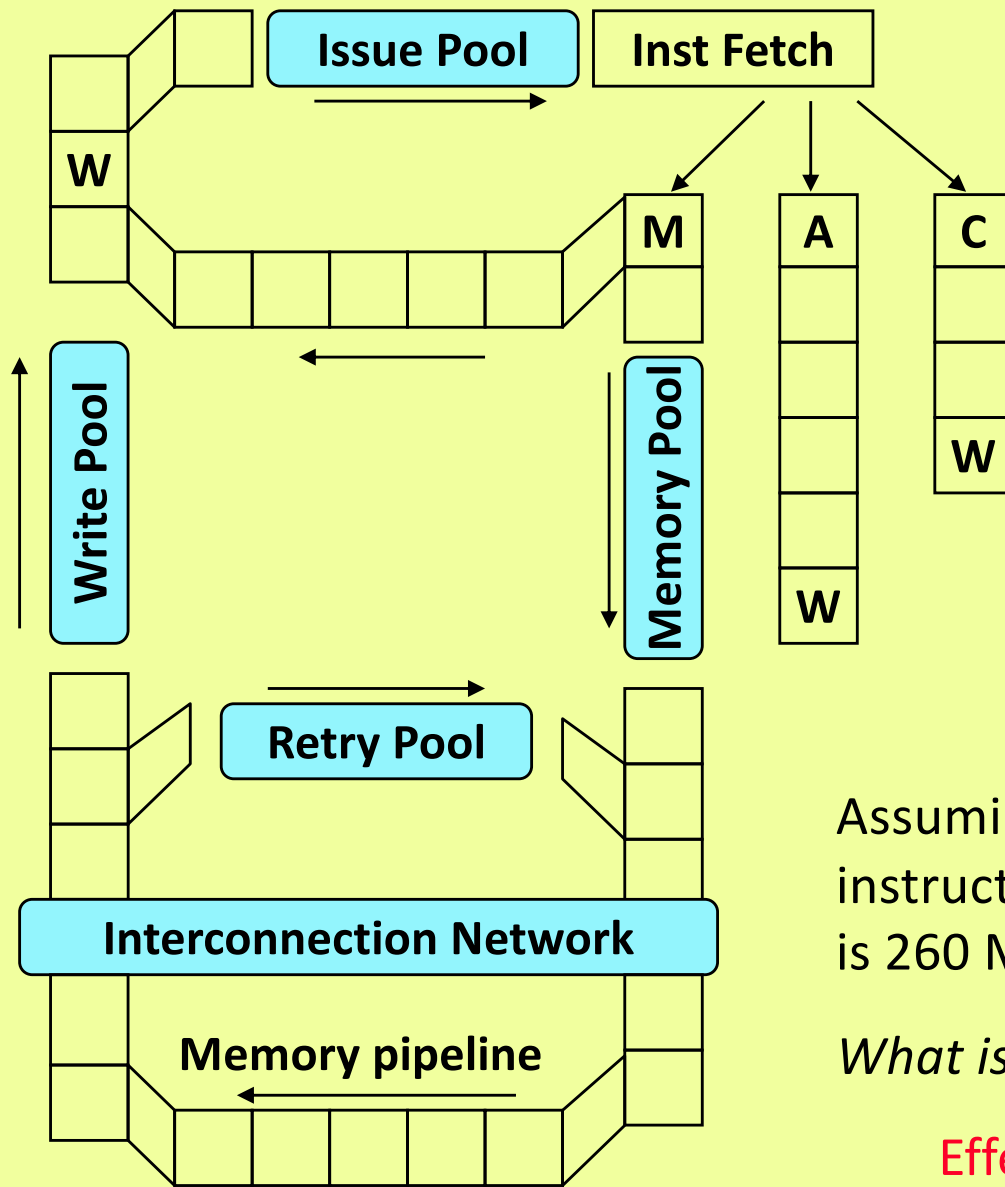 Issue Pool
Inst Fetch
W
M
A
C
Write Pool
Memory Pool
W
W
Retry Pool
Interconnection Network
Memory pipeline
Assumi
instruct
is 260
What is
Effe